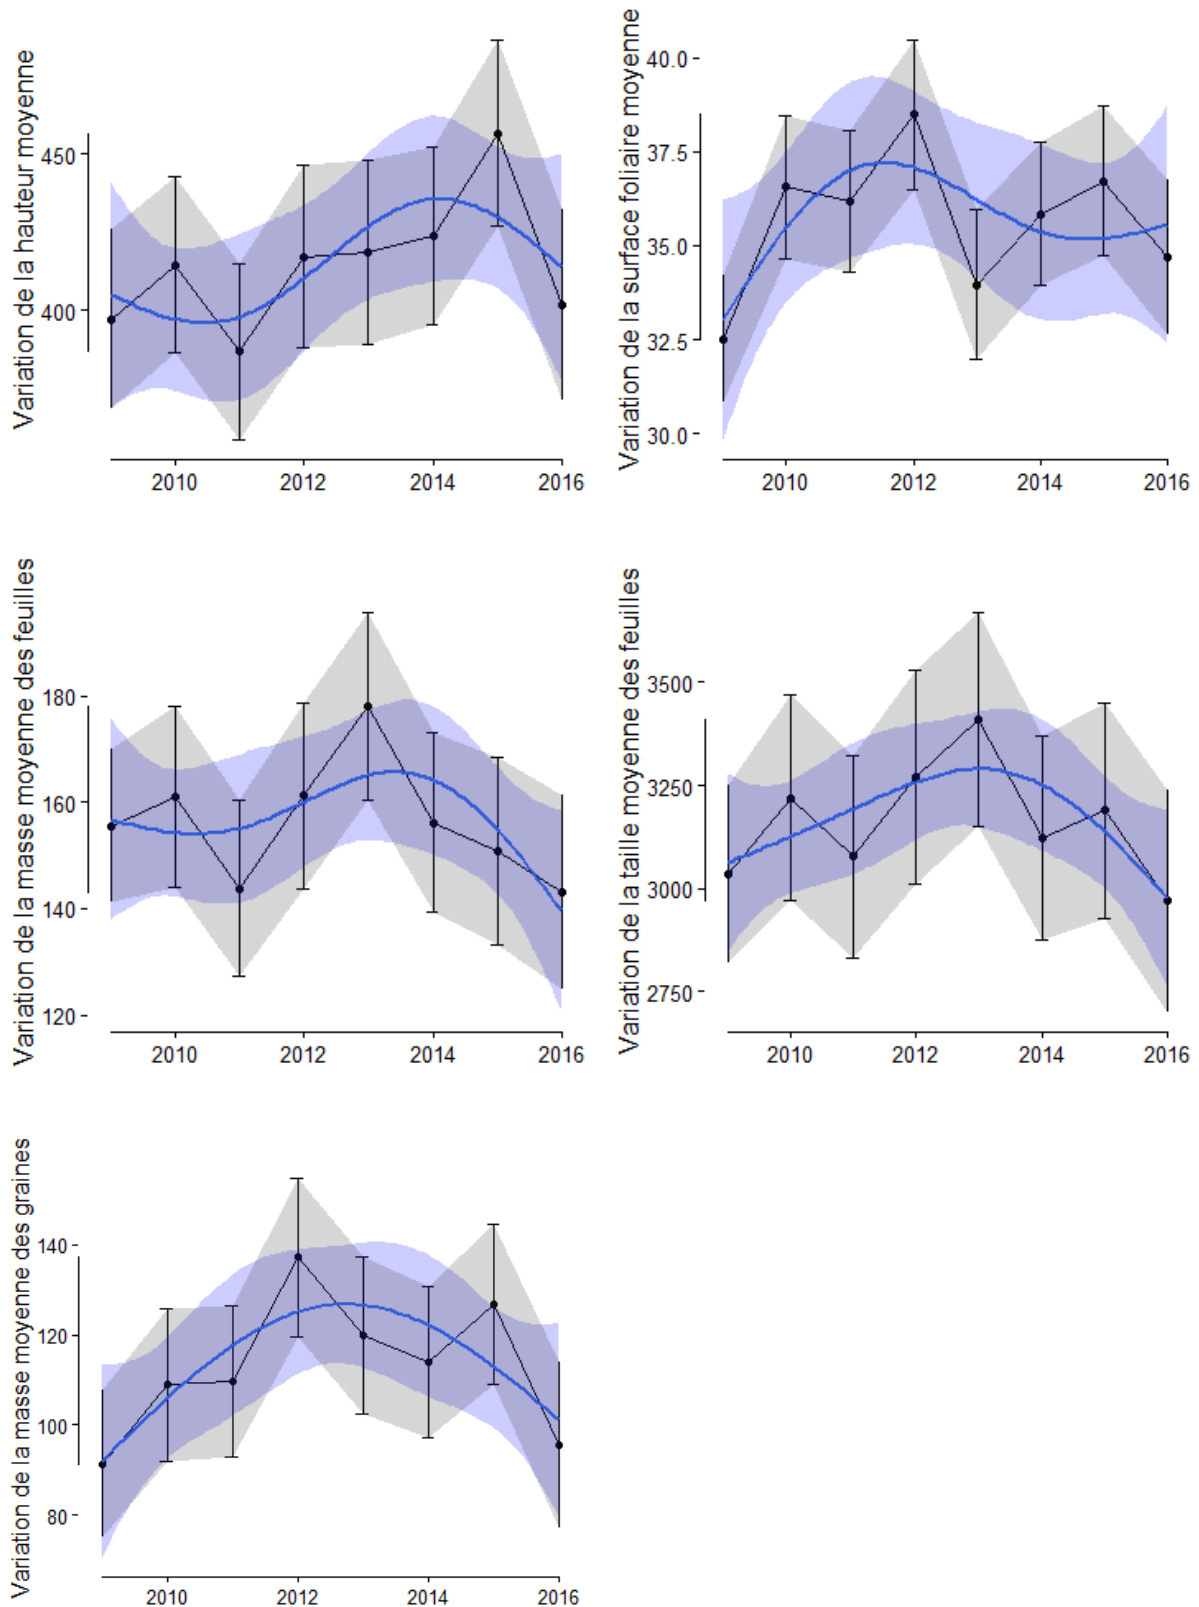 Variation de la hauteur moyenne
450
400
2010 2012 2014 2016
Variation de la surface foliaire moyenne
40.0
37.5
35.0
32.5
30.0
2010 2012 2014 2016
Variation de la masse moyenne des feuilles
180
160
140
120
2010 2012 2014 2016
Variation de la taille moyenne des feuilles
3500
3250
3000
2750
2010 2012 2014 2016
Variation de la masse moyenne des graines
140
120
100
80
2010 2012 2014 2016